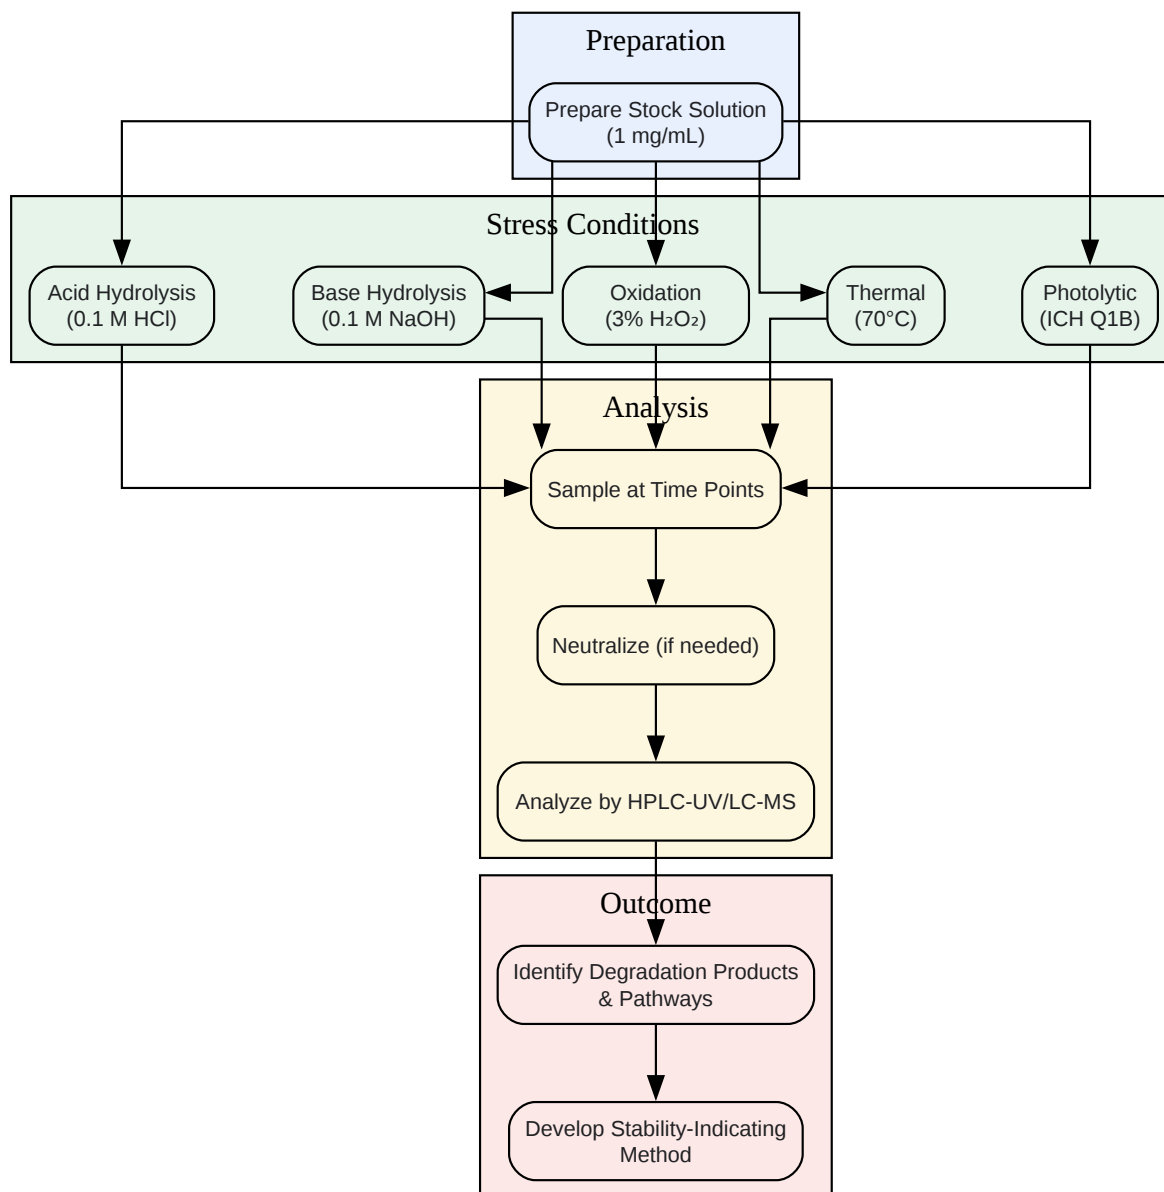 Preparation
Prepare Stock Solution
(1 mg/mL)
Stress Conditions
Acid Hydrolysis
(0.1 M HCl)
Base Hydrolysis
(0.1 M NaOH)
Oxidation
(3% H₂O₂)
Thermal
(70°C)
Photolytic
(ICH Q1B)
Analysis
Sample at Time Points
Neutralize (if needed)
Analyze by HPLC-UV/LC-MS
Outcome
Identify Degradation Products
& Pathways
Develop Stability-Indicating
Method